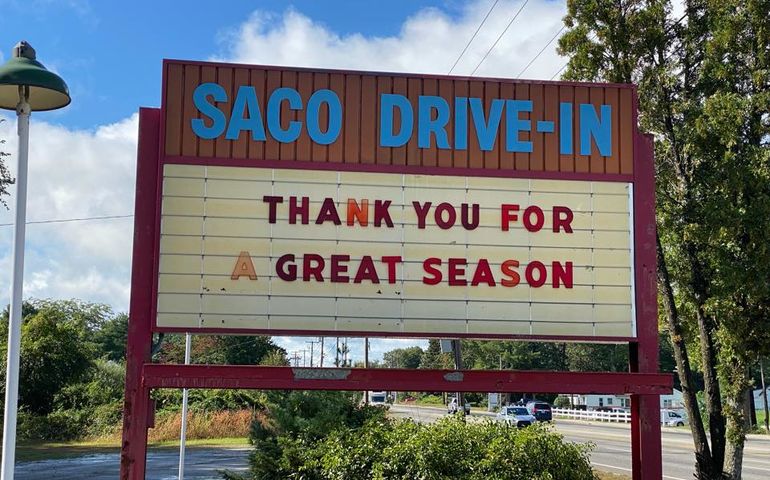 SACO DRIVE-IN
THANK YOU FOR
A GREAT SEASON